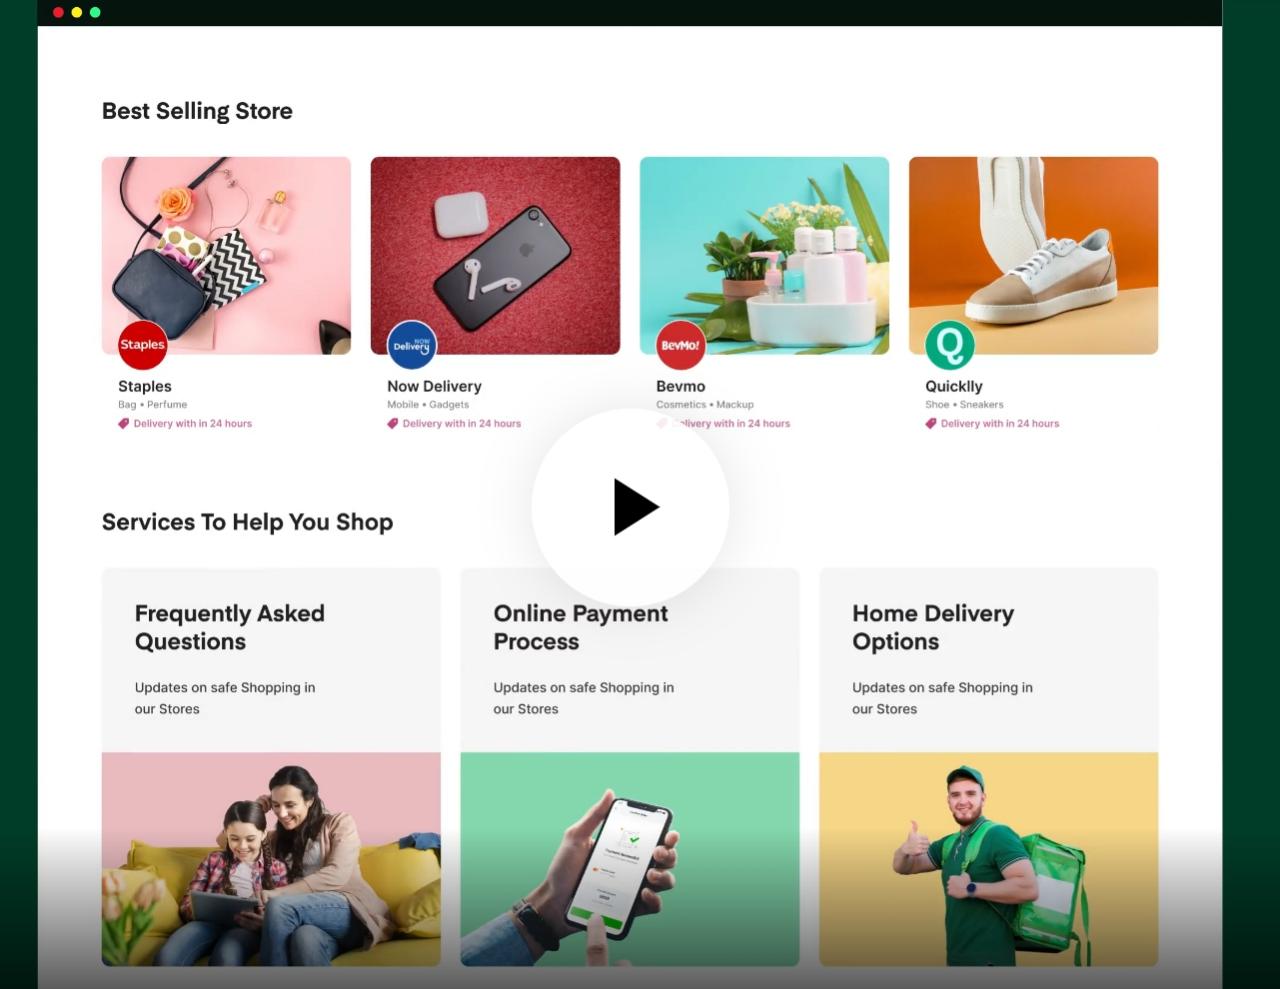 Best Selling Store
Staples
NOW
Delivery
BevMo!
Q
Staples
Now Delivery
Bevmo
Quicklly
Bag • Perfume
Mobile • Gadgets
Cosmetics • Mackup
Shoe • Sneakers
Delivery with in 24 hours
Delivery with in 24 hours
Delivery with in 24 hours
Delivery with in 24 hours
Services To Help You Shop
Frequently Asked
Questions
Updates on safe Shopping in
our Stores
Online Payment
Process
Updates on safe Shopping in
our Stores
Home Delivery
Options
Updates on safe Shopping in
our Stores